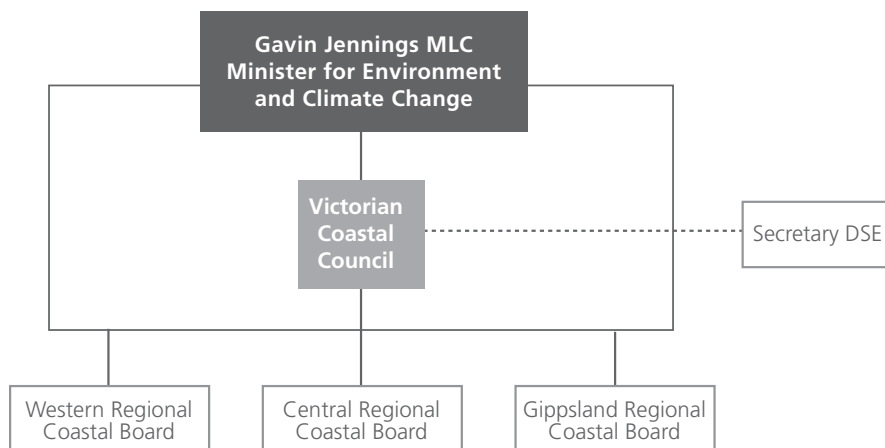 Gavin Jennings MLC
Minister for Environment
and Climate Change
Victorian
Coastal
Council
Secretary DSE
Western Regional
Coastal Board
Central Regional
Coastal Board
Gippsland Regional
Coastal Board